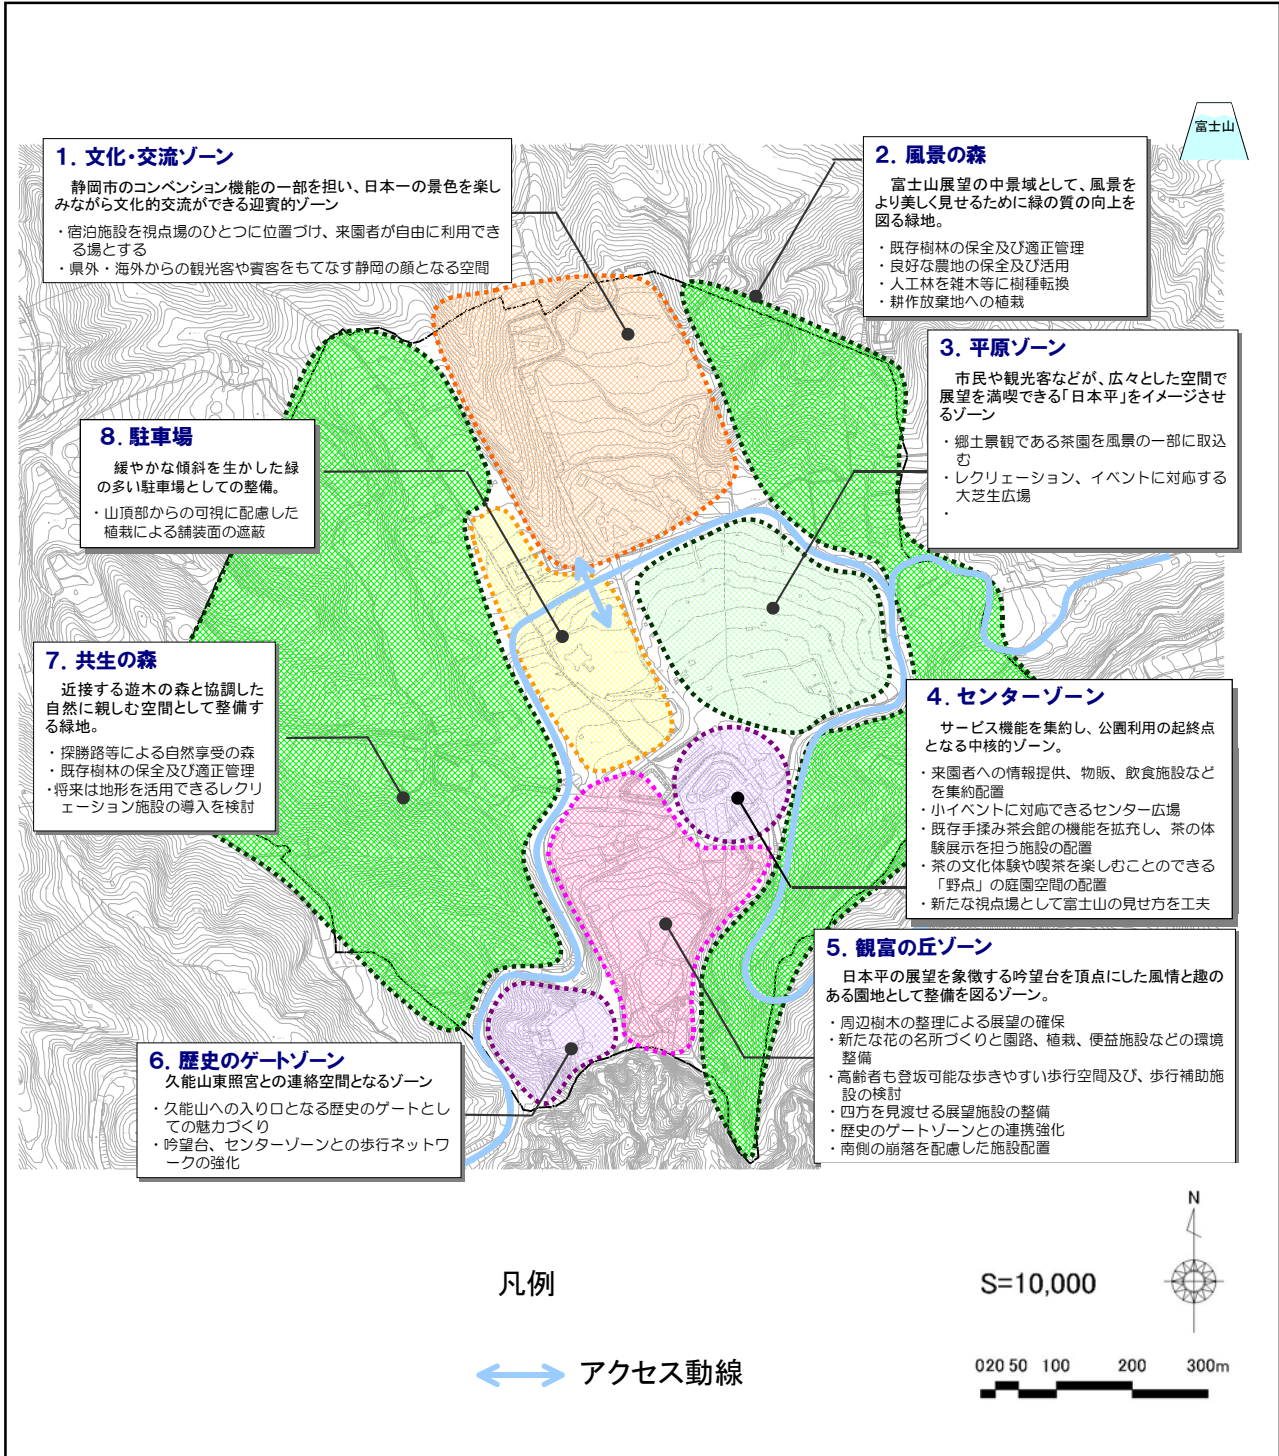 富士山
1. 文化・交流ゾーン
静岡市のコンベンション機能の一部を担い、日本一の景色を楽し
みながら文化的交流ができる迎賓的ゾーン
・宿泊施設を視点場のひとつに位置づけ、来園者が自由に利用でき
る場とする
・県外・海外からの観光客や賓客をもてなす静岡の顔となる空間
2. 風景の森
富士山展望の中景域として、風景を
より美しく見せるために緑の質の向上を
図る緑地。
・既存樹林の保全及び適正管理
・良好な農地の保全及び活用
・人工林を雑木等に樹種転換
・耕作放棄地への植栽
3. 平原ゾーン
市民や観光客などが、広々とした空間で
展望を満喫できる「日本平」をイメージさせ
るゾーン
・郷土景観である茶園を風景の一部に取込
む
・レクリェーション、イベントに対応する
大芝生広場
・
8. 駐車場
緩やかな傾斜を生かした緑
の多い駐車場としての整備。
・山頂部からの可視に配慮した
植栽による舗装面の遮蔽
7. 共生の森
近接する遊木の森と協調した
自然に親しむ空間として整備す
る緑地。
・探勝路等による自然享受の森
・既存樹林の保全及び適正管理
・将来は地形を活用できるレクリ
ェーション施設の導入を検討
4. センターゾーン
サービス機能を集約し、公園利用の起終点
となる中核的ゾーン。
・来園者への情報提供、物販、飲食施設など
を集約配置
・小イベントに対応できるセンター広場
・既存手揉み茶会館の機能を拡充し、茶の体
験展示を担う施設の配置
・茶の文化体験や喫茶を楽しむことのできる
「野点」の庭園空間の配置
・新たな視点場として富士山の見せ方を工夫
5. 観富の丘ゾーン
日本平の展望を象徴する吟望台を頂点にした風情と趣の
ある園地として整備を図るゾーン。
・周辺樹木の整理による展望の確保
・新たな花の名所づくりと園路、植栽、便益施設などの環境
整備
・高齢者も登坂可能な歩きやすい歩行空間及び、歩行補助施
設の検討
・四方を見渡せる展望施設の整備
・歴史のゲートゾーンとの連携強化
・南側の崩落を配慮した施設配置
6. 歴史のゲートゾーン
久能山東照宮との連絡空間となるゾーン
・久能山への入り口となる歴史のゲートとし
ての魅力づくり
・吟望台、センターゾーンとの歩行ネットワ
ークの強化
凡例
アクセス動線
N
S=10,000
020 50 100 200 300m